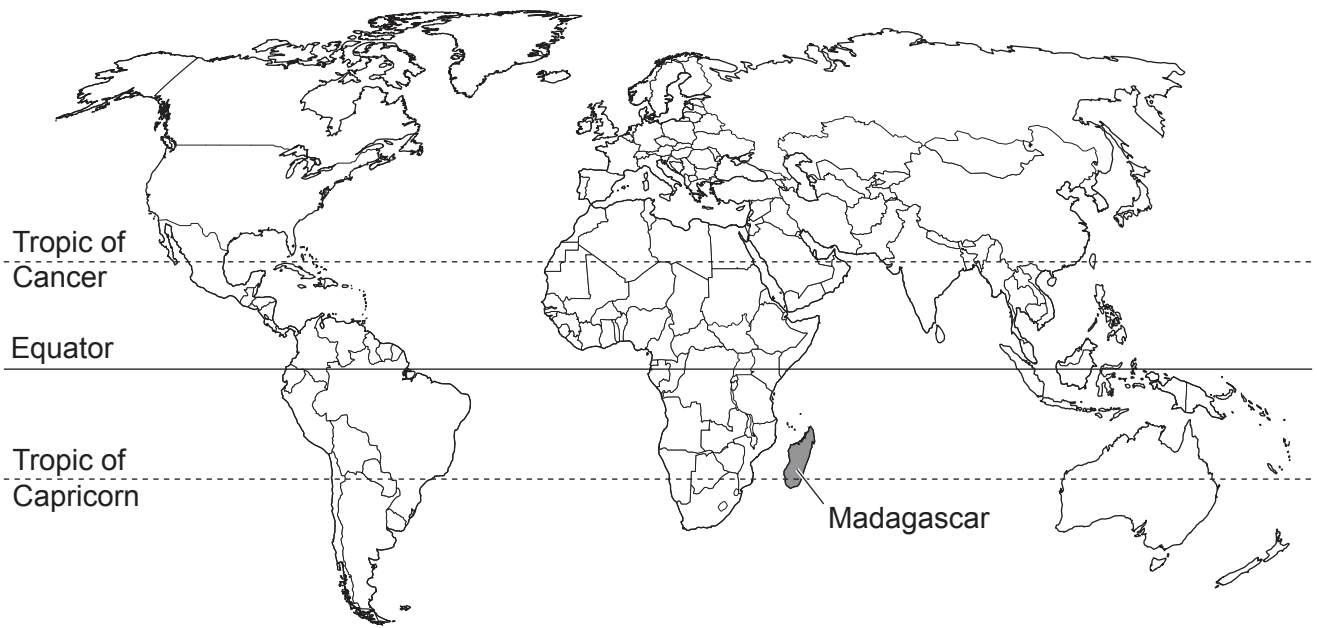 Tropic of
Cancer
Equator
Tropic of
Capricorn
Madagascar